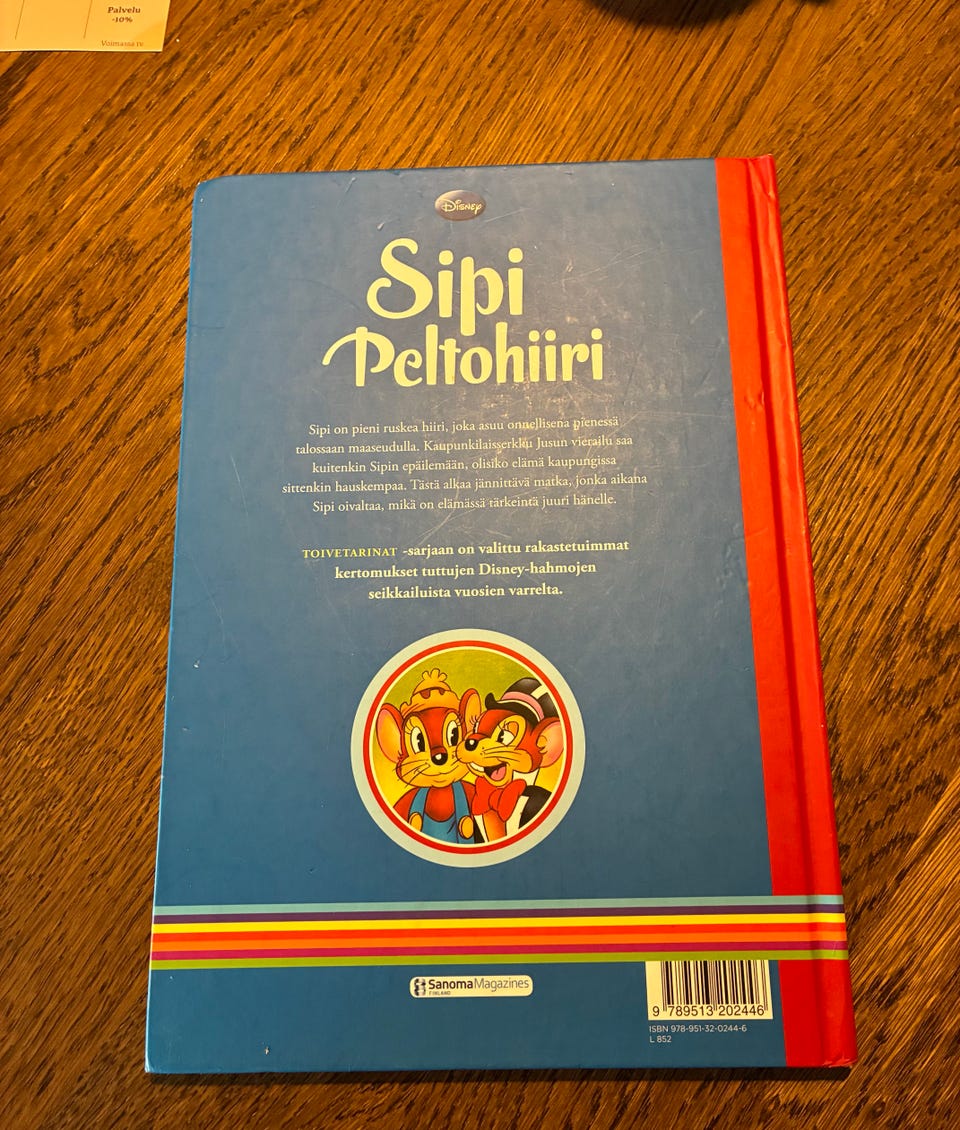 Palvelu
-10%
Voimassa
Disney
Sipi
Peltohiiri
Sipi on pieni ruskea hiiri, joka asuu onnellisena pienessä
talossaan maaseudulla. Kaupunkilaisserkku Jusun vierailu saa
kuitenkin Sipin epäilemään, olisiko elämä kaupungissa
sittenkin hauskempaa. Tästä alkaa jännittävä matka, jonka aikana
Sipi oivaltaa, mikä on elämässä tärkeintä juuri hänelle.
TOIVETARINAT -sarjaan on valittu rakastetuimmat
kertomukset tuttujen Disney-hahmojen
seikkailuista vuosien varrelta.
SanomaMagazines
FINLAND
9 789513 202446
ISBN 978-951-32-0244-6
L 852